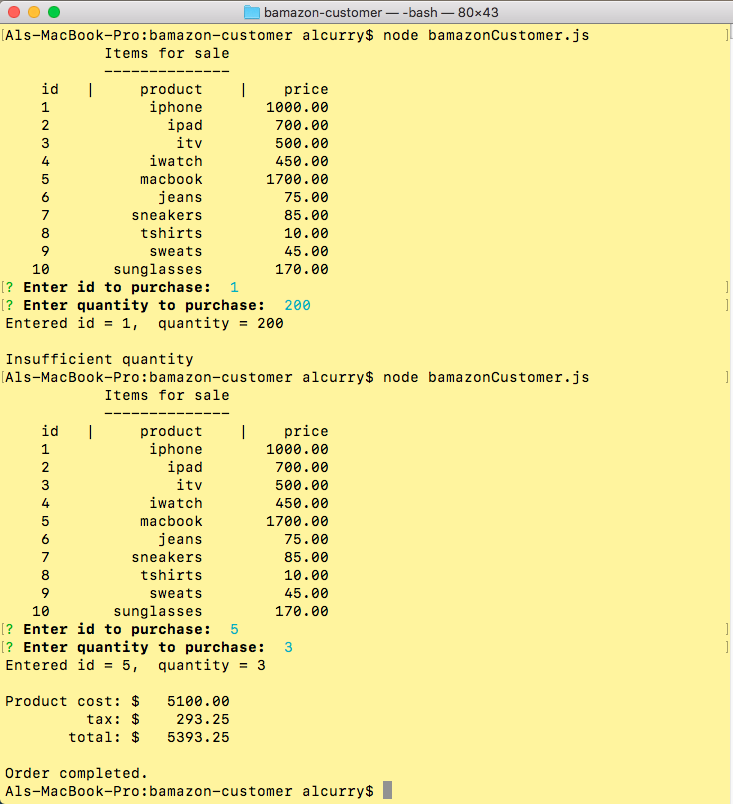 bamazon-customer — -bash — 80×43
[Als-MacBook-Pro:bamazon-customer alcurry$ node bamazonCustomer.js ]
Items for sale
--------------
id | product | price
1 iphone 1000.00
2 ipad 700.00
3 itv 500.00
4 iwatch 450.00
5 macbook 1700.00
6 jeans 75.00
7 sneakers 85.00
8 tshirts 10.00
9 sweats 45.00
10 sunglasses 170.00
[? Enter id to purchase: 1 ]
[? Enter quantity to purchase: 200 ]
Entered id = 1, quantity = 200
Insufficient quantity
[Als-MacBook-Pro:bamazon-customer alcurry$ node bamazonCustomer.js ]
Items for sale
--------------
id | product | price
1 iphone 1000.00
2 ipad 700.00
3 itv 500.00
4 iwatch 450.00
5 macbook 1700.00
6 jeans 75.00
7 sneakers 85.00
8 tshirts 10.00
9 sweats 45.00
10 sunglasses 170.00
[? Enter id to purchase: 5 ]
[? Enter quantity to purchase: 3 ]
Entered id = 5, quantity = 3
Product cost: $ 5100.00
tax: $ 293.25
total: $ 5393.25
Order completed.
Als-MacBook-Pro:bamazon-customer alcurry$